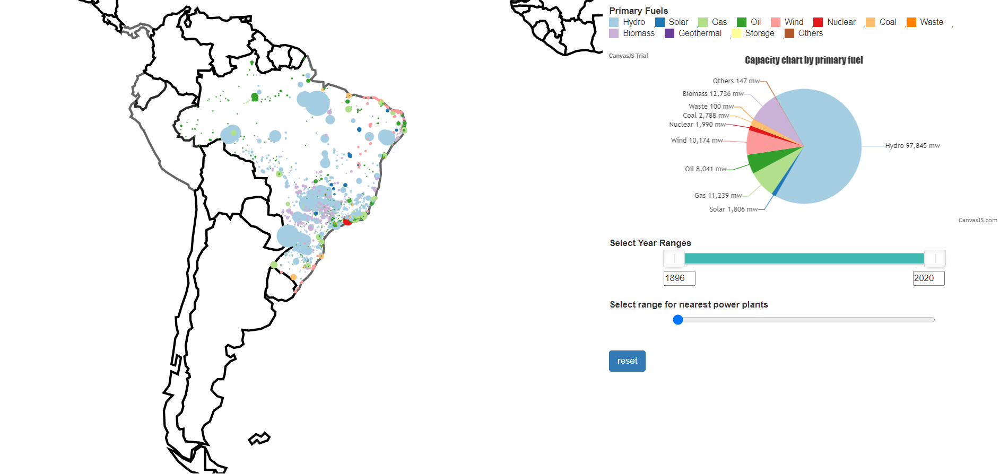 Primary Fuels
Hydro , Solar , Gas , Oil , Wind , Nuclear , Coal , Waste ,
Biomass , Geothermal , Storage , Others
CanvasJS Trial
Capacity chart by primary fuel
Others 147 mw
Biomass 12,736 mw
Waste 100 mw
Coal 2,788 mw
Nuclear 1,990 mw
Wind 10,174 mw
Hydro 97,845 mw
Oil 8,041 mw
Gas 11,239 mw
Solar 1,806 mw
CanvasJS.com
Select Year Ranges
1896 2020
Select range for nearest power plants
reset